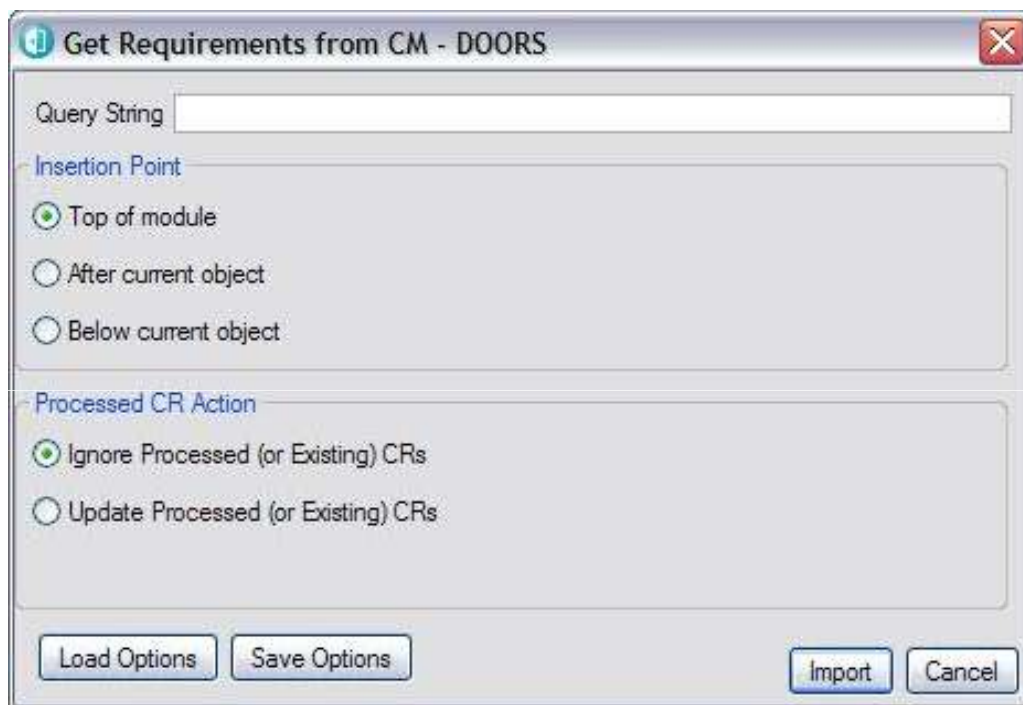 Get Requirements from CM - DOORS
Query String
Insertion Point
Top of module
After current object
Below current object
Processed CR Action
Ignore Processed (or Existing) CRs
Update Processed (or Existing) CRs
Load Options Save Options Import Cancel